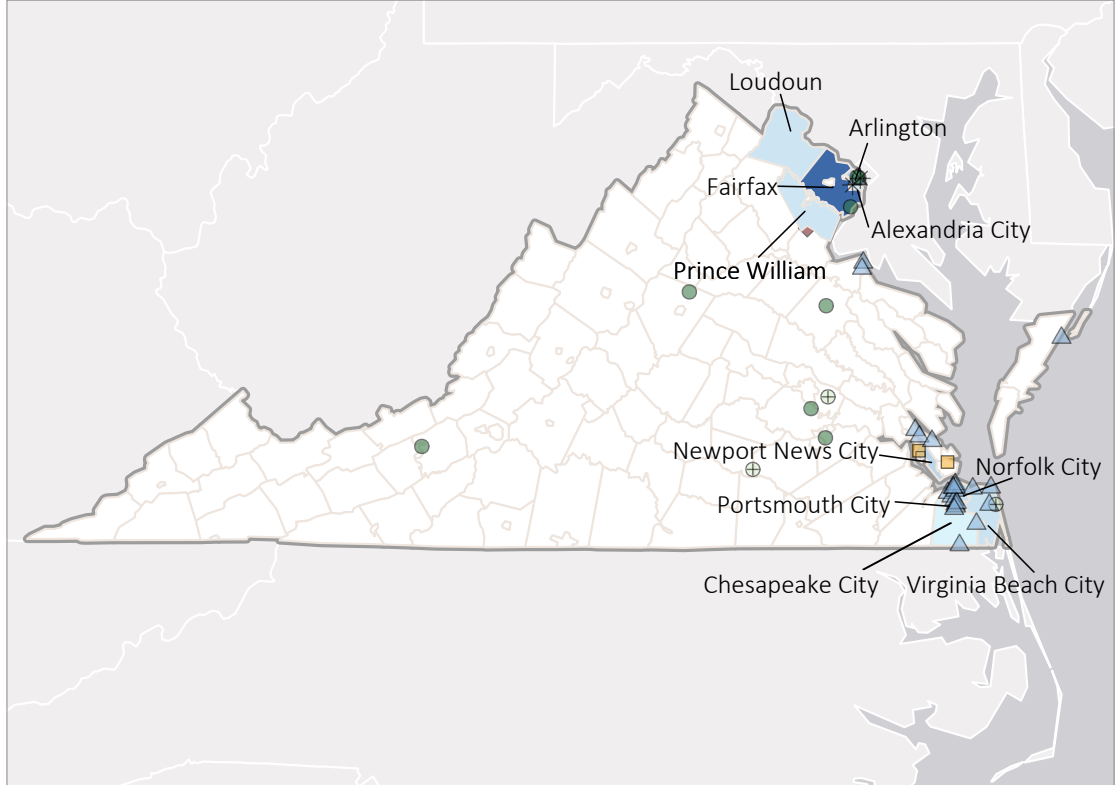 Loudoun
Arlington
Fairfax
Alexandria City
Prince William
Newport News City
Norfolk City
Portsmouth City
Chesapeake City
Virginia Beach City